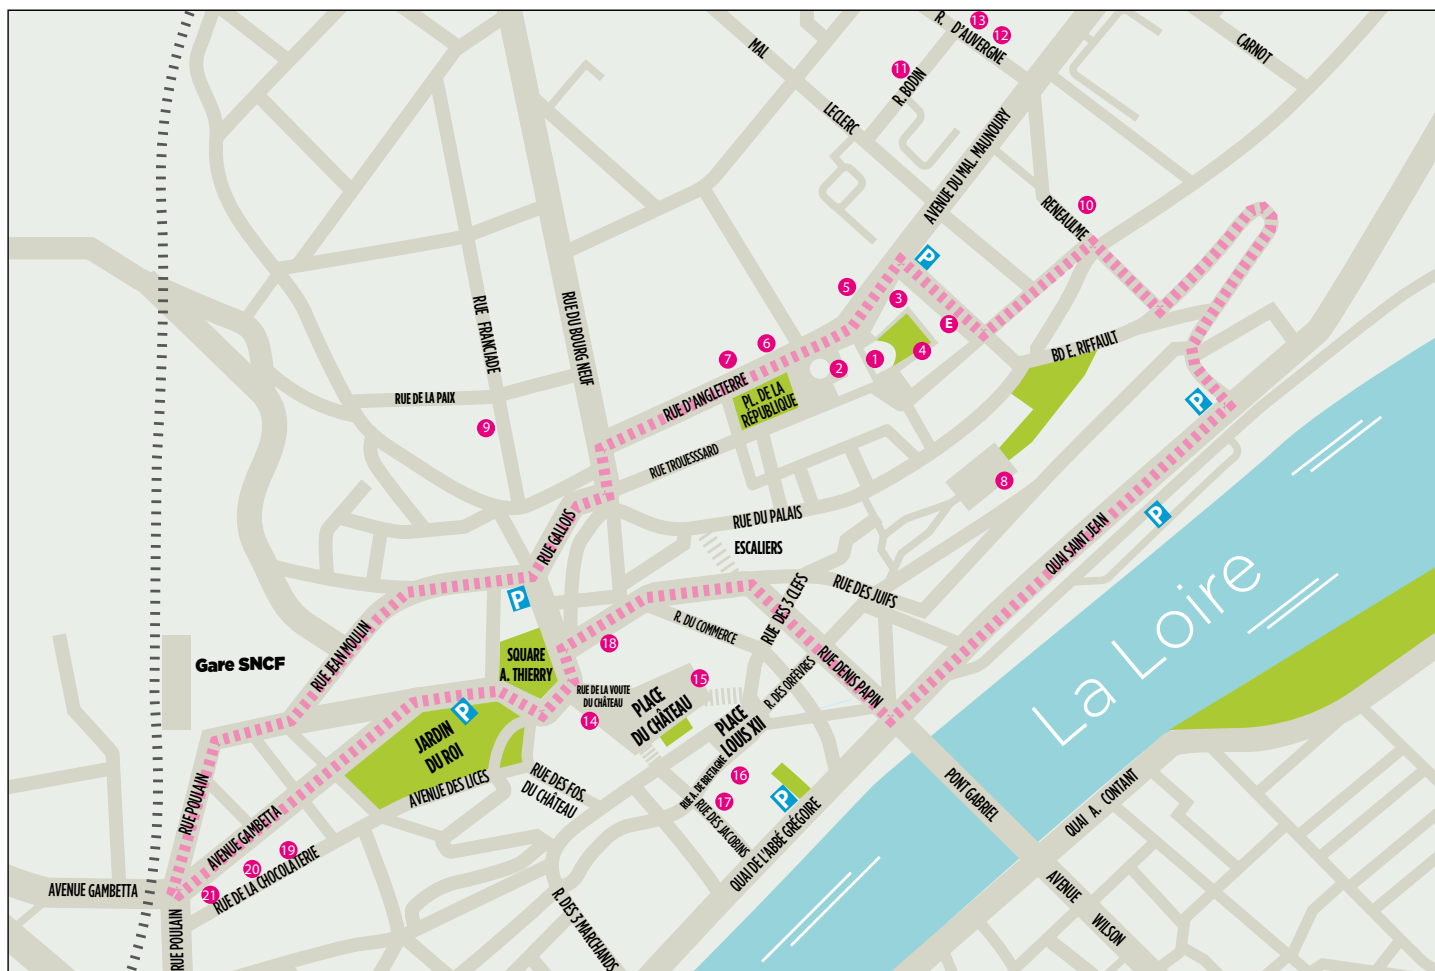 13
R. D'AUVERGNE
12
MAL
LECLERC
CARNOT
11
R. BODIN
AVENUE DU MAL. MAUNOURY
10
RENEAULME
P
5
3
E
6
7
2
1
4
BD E. RIFFAULT
RUE FRANCIADE
RUE DU BOURG NEUF
RUE D'ANGLETERRE
PL. DE LA
RÉPUBLIQUE
RUE DE LA PAIX
9
P
RUE TROUESSSARD
8
P
RUE DU PALAIS
ESCALIERS
RUE GALLOIS
QUAI SAINT JEAN
La Loire
P
RUE DES 3 CLEFS
RUE DES JUIFS
R. DU COMMERCE
RUE JEAN MOULIN
Gare SNCF
SQUARE
A. THIERRY
18
RUE DENIS PAPIN
RUE DE LA VOUTE
DU CHÂTEAU
15
R. DES ORFÈVRES
14
PLACE
DU CHÂTEAU
PLACE
LOUIS XII
P
JARDIN
DU ROI
AVENUE DES LICES
RUE DES FOS.
DU CHÂTEAU
RUE A. DE BRETAGNE
16
17
RUE DES JACOBINS
P
QUAI DE L'ABBÉ GRÉGOIRE
PONT GABRIEL
QUAI A. CONTANT
RUE POULAIN
AVENUE GAMBETTA
19
20
21
RUE DE LA CHOCOLATERIE
AVENUE GAMBETTA
RUE POULAIN
R. DES 3 MARCHANDS
AVENUE
WILSON